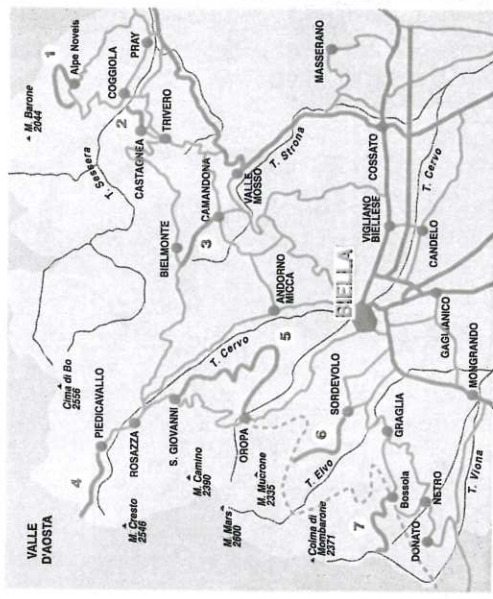 VALLE
D'AOSTA
4
PIEDICAVALLO
Cima di Bo
2556
M. Barone
2044
1
Alpe Noveis
COGGIOLA
PRAY
T. Sessera
2
CASTAGNEA
TRIVERO
M. Cresto
2546
ROSAZZA
BIELMONTE
3
CAMANDONA
VALLE
MOSSO
MASSERANO
S. GIOVANNI
M. Camino
2390
T. Cervo
T. Strona
ANDORNO
MICCA
5
OROPA
M. Mars
2600
M. Mucrone
2335
BIELLA
COSSATO
VIGLIANO
BIELLESE
T. Cervo
CANDELO
SORDEVOLO
6
T. Elvo
Colma di
Mombarone
2371
GRAGLIA
GAGLIANICO
7
Bossola
NETRO
DONATO
MONGRANDO
T. Viona